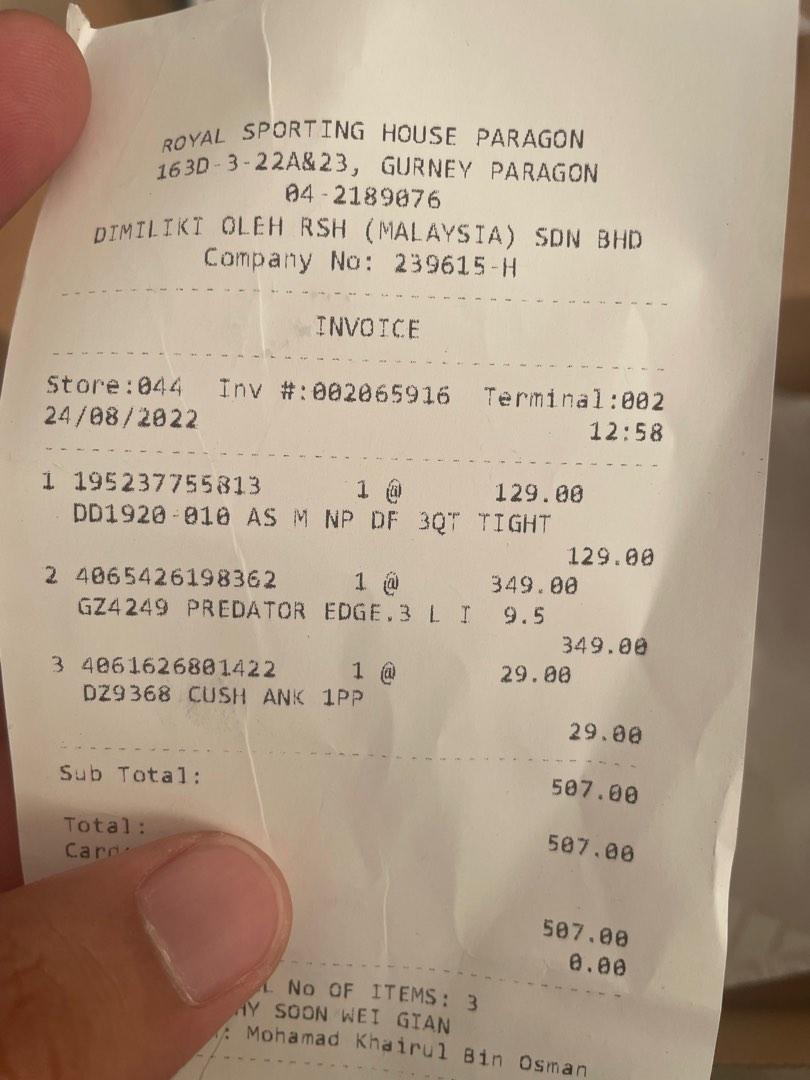 ROYAL SPORTING HOUSE PARAGON
163D-3-22A&23, GURNEY PARAGON
04-2189076
DIMILIKI OLEH RSH (MALAYSIA) SDN BHD
Company No: 239615-H
INVOICE
Store:044 Inv #:002065916 Terminal:002
24/08/2022 12:58
1 195237755813 1 @ 129.00
DD1920-010 AS M NP DF 3QT TIGHT
129.00
2 4065426198362 1 @ 349.00
GZ4249 PREDATOR EDGE.3 L I 9.5
349.00
3 4061626801422 1 @ 29.00
DZ9368 CUSH ANK 1PP
29.00
Sub Total: 507.00
Total: 507.00
Card
507.00
0.00
No OF ITEMS: 3
SOON WEI GIAN
: Mohamad Khairul Bin Osman